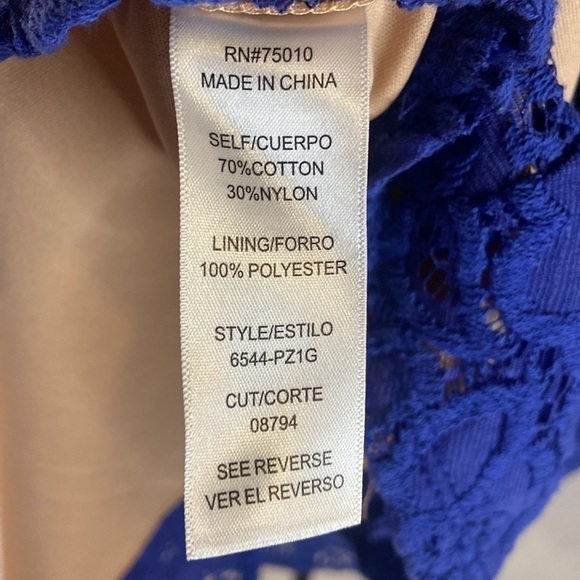 RN#75010
MADE IN CHINA
SELF/CUERPO
70%COTTON
30%NYLON
LINING/FORRO
100% POLYESTER
STYLE/ESTILO
6544-PZ1G
CUT/CORTE
08794
SEE REVERSE
VER EL REVERSO